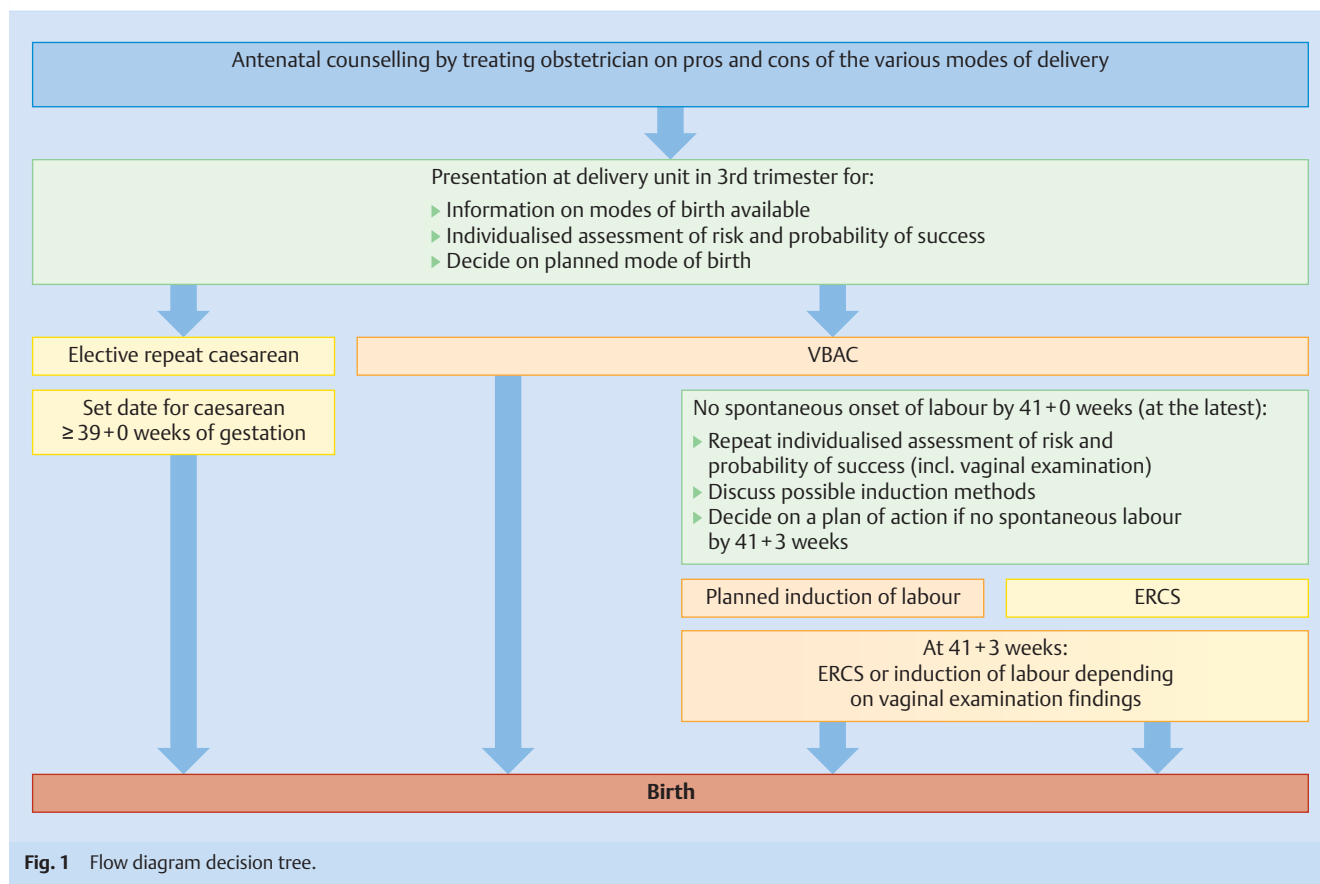 Antenatal counselling by treating obstetrician on pros and cons of the various modes of delivery
Presentation at delivery unit in 3rd trimester for:
▶ Information on modes of birth available
▶ Individualised assessment of risk and probability of success
▶ Decide on planned mode of birth
Elective repeat caesarean
VBAC
Set date for caesarean
≥ 39+0 weeks of gestation
No spontaneous onset of labour by 41+0 weeks (at the latest):
▶ Repeat individualised assessment of risk and
probability of success (incl. vaginal examination)
▶ Discuss possible induction methods
▶ Decide on a plan of action if no spontaneous labour
by 41+3 weeks
Planned induction of labour
ERCS
At 41+3 weeks:
ERCS or induction of labour depending
on vaginal examination findings
Birth
Fig. 1 Flow diagram decision tree.